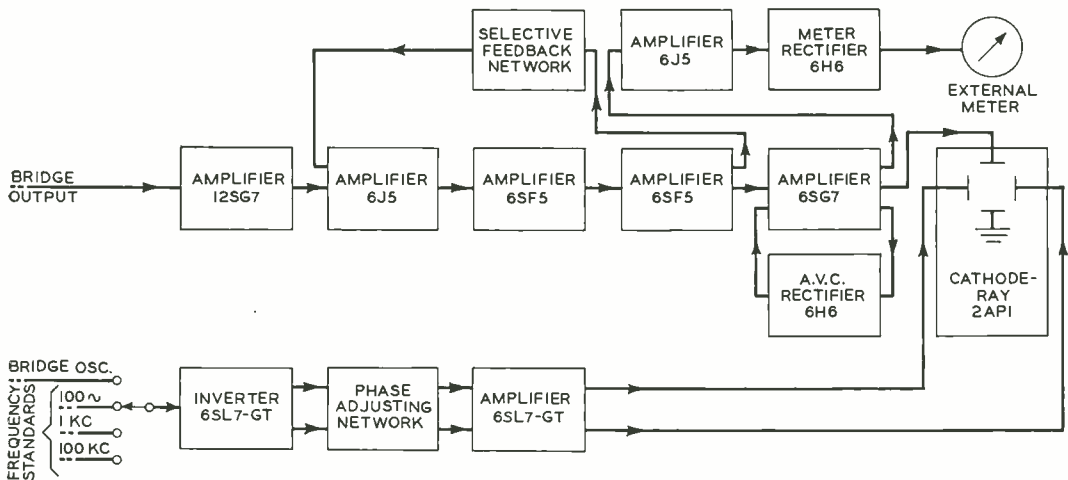 SELECTIVE
FEEDBACK
NETWORK
AMPLIFIER
6J5
METER
RECTIFIER
6H6
EXTERNAL
METER
BRIDGE
OUTPUT
AMPLIFIER
12SG7
AMPLIFIER
6J5
AMPLIFIER
6SF5
AMPLIFIER
6SF5
AMPLIFIER
6SG7
A.V.C.
RECTIFIER
6H6
CATHODE-
RAY
2AP1
BRIDGE OSC.
FREQUENCY
STANDARDS
100~
1 KC
100 KC
INVERTER
6SL7-GT
PHASE
ADJUSTING
NETWORK
AMPLIFIER
6SL7-GT